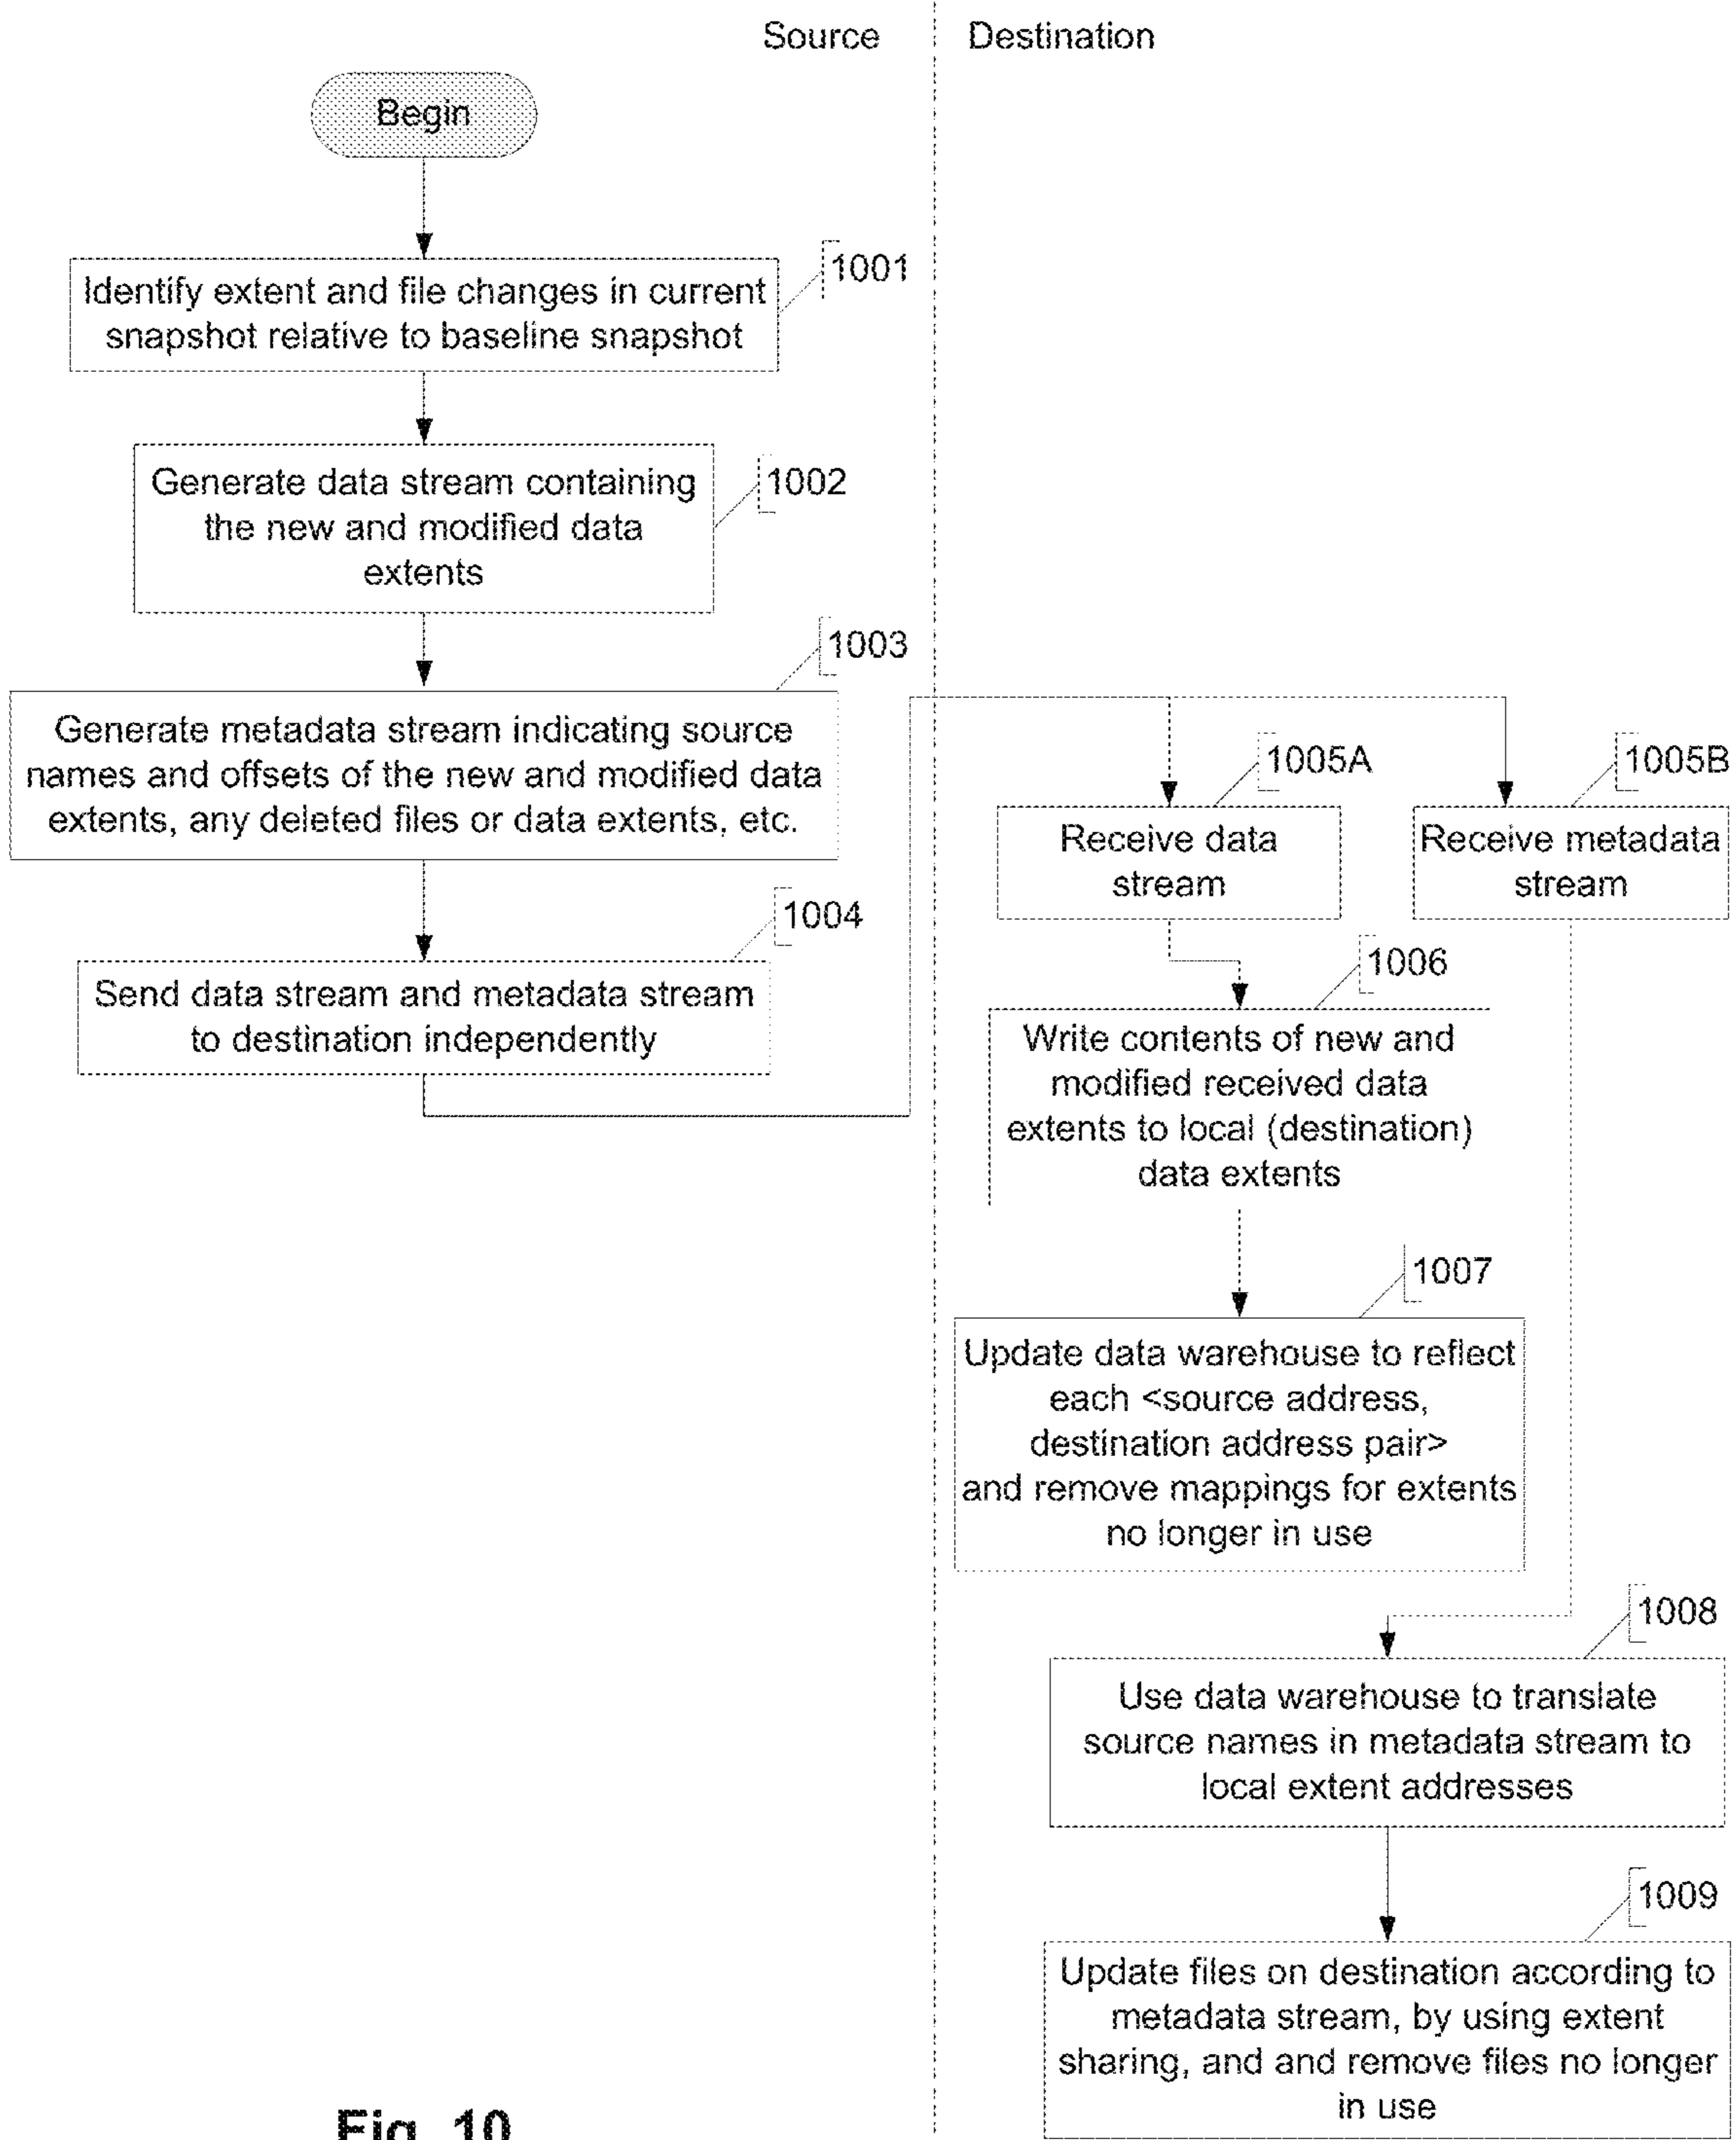 Source
Destination
Begin
1001
Identify extent and file changes in current
snapshot relative to baseline snapshot
1002
Generate data stream containing
the new and modified data
extents
1003
Generate metadata stream indicating source
names and offsets of the new and modified data
extents, any deleted files or data extents, etc.
1004
Send data stream and metadata stream
to destination independently
1005A
Receive data
stream
1005B
Receive metadata
stream
1006
Write contents of new and
modified received data
extents to local (destination)
data extents
1007
Update data warehouse to reflect
each <source address,
destination address pair>
and remove mappings for extents
no longer in use
1008
Use data warehouse to translate
source names in metadata stream to
local extent addresses
1009
Update files on destination according to
metadata stream, by using extent
sharing, and and remove files no longer
in use
Fig. 10